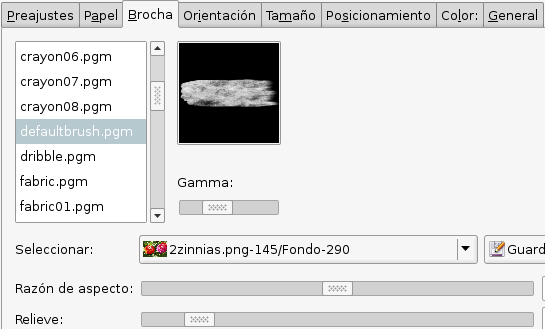 Preajustes Papel Brocha Orientación Tamaño Posicionamiento Color: General
crayon06.pgm
crayon07.pgm
crayon08.pgm
defaultbrush.pgm
dribble.pgm
fabric.pgm
fabric01.pgm
Gamma:
Seleccionar: 2zinnias.png-145/Fondo-290 Guard
Razón de aspecto:
Relieve: